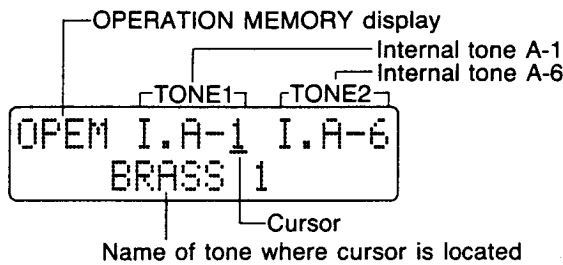 OPERATION MEMORY display
Internal tone A-1
Internal tone A-6
TONE1 TONE2
OPEM I.A-1 I.A-6
BRASS 1
Cursor
Name of tone where cursor is located